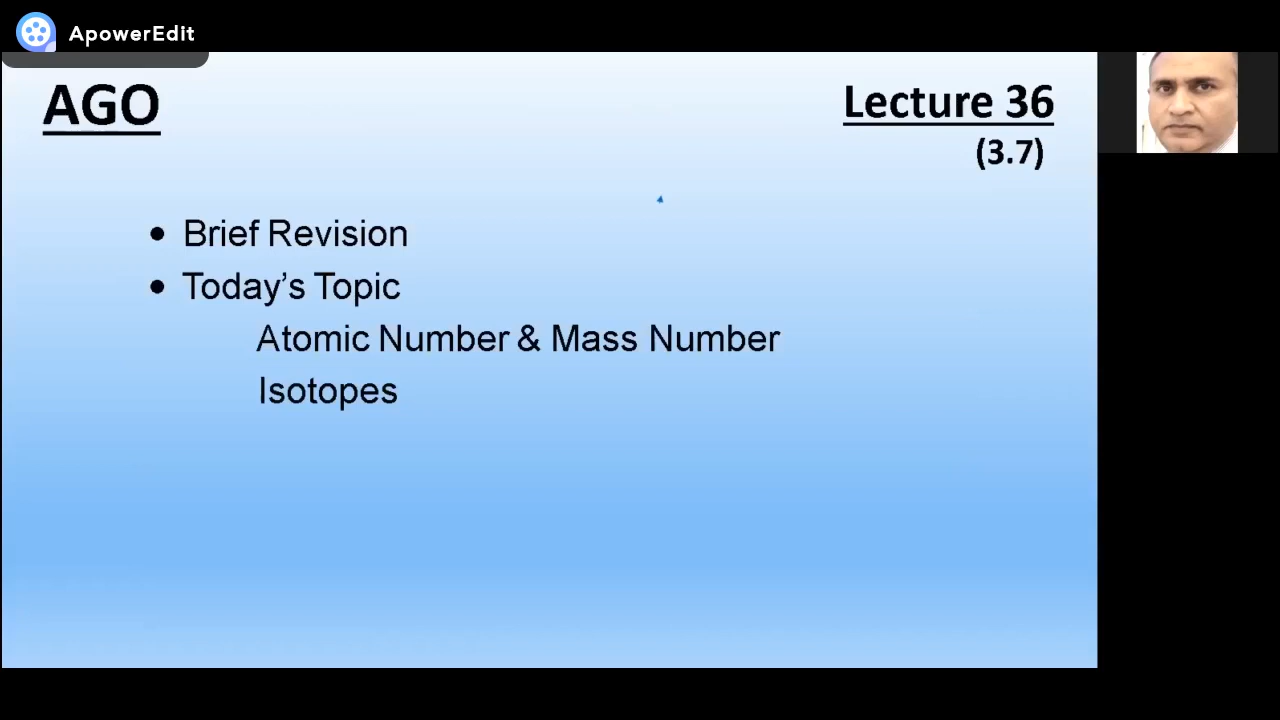 ApowerEdit
AGO
Lecture 36
(3.7)
• Brief Revision
• Today’s Topic
Atomic Number & Mass Number
Isotopes